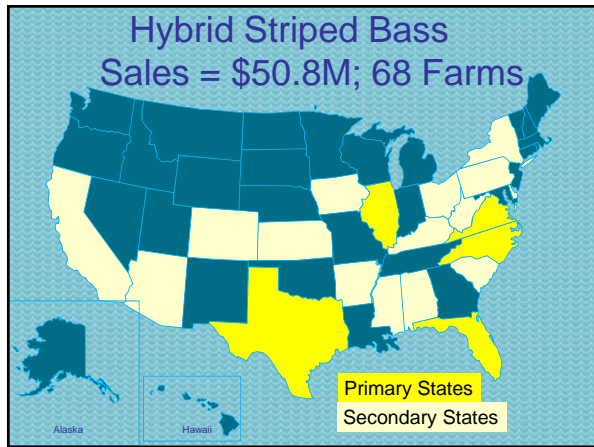 Hybrid Striped Bass
Sales = $50.8M; 68 Farms
Primary States
Secondary States
Alaska
Hawaii